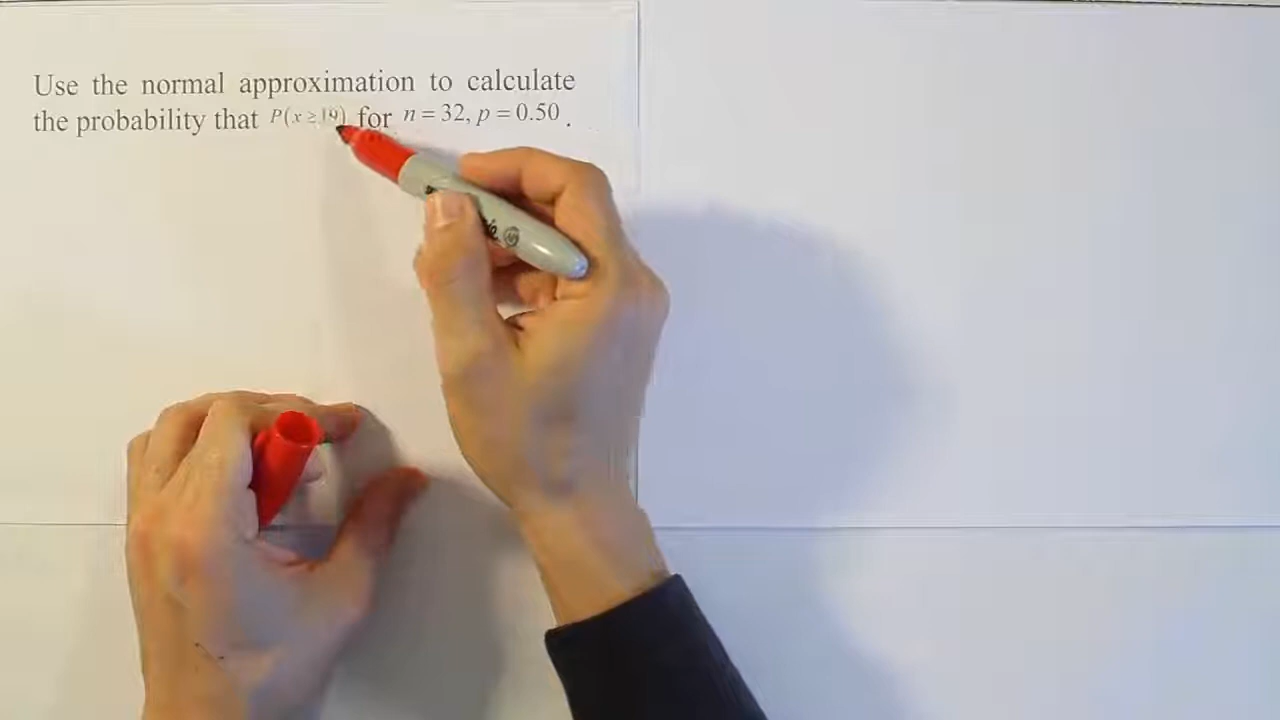 Use the normal approximation to calculate
the probability that P(x ≥ 19) for n = 32, p = 0.50 .